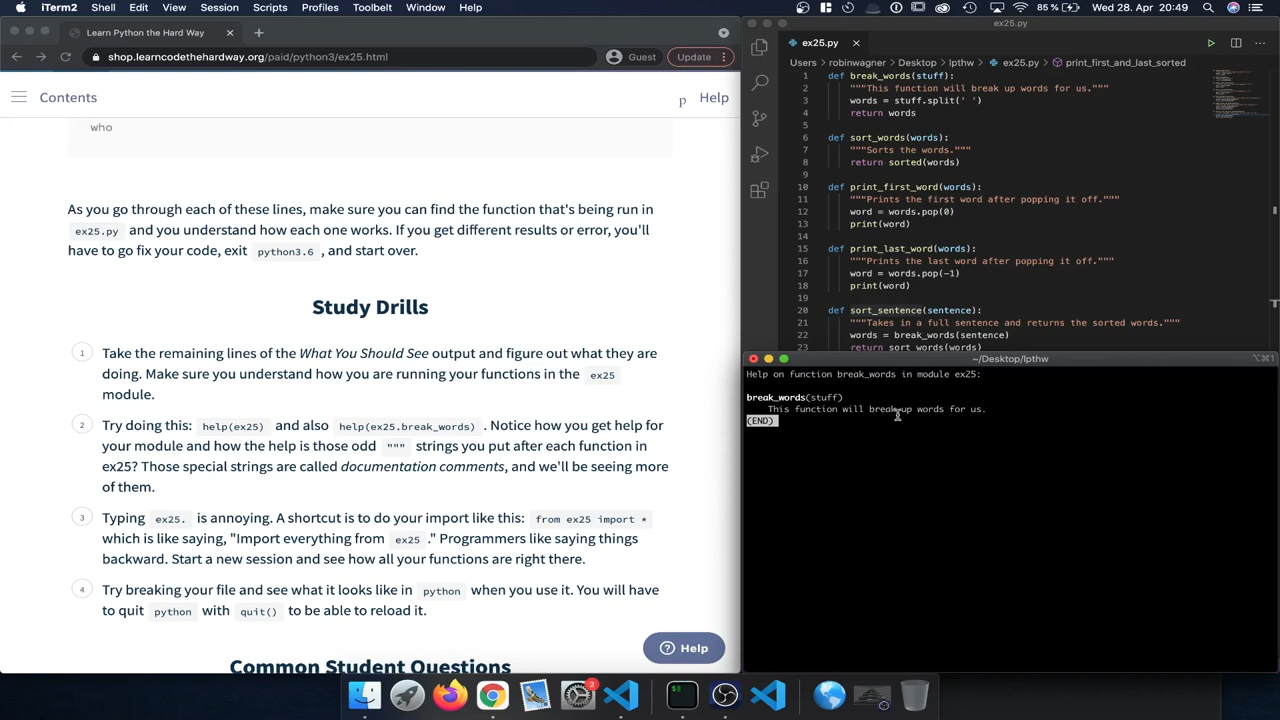 iTerm2 Shell Edit View Session Scripts Profiles Toolbelt Window Help 85 % Wed 28. Apr 20:49
Learn Python the Hard Way
shop.learncodethehardway.org/paid/python3/ex25.html Guest Update
Contents Help
who
As you go through each of these lines, make sure you can find the function that's being run in
ex25.py and you understand how each one works. If you get different results or error, you'll
have to go fix your code, exit python3.6 , and start over.
Study Drills
1 Take the remaining lines of the What You Should See output and figure out what they are
doing. Make sure you understand how you are running your functions in the ex25
module.
2 Try doing this: help(ex25) and also help(ex25.break_words) . Notice how you get help for
your module and how the help is those odd """ strings you put after each function in
ex25? Those special strings are called documentation comments, and we'll be seeing more
of them.
3 Typing ex25. is annoying. A shortcut is to do your import like this: from ex25 import *
which is like saying, "Import everything from ex25 ." Programmers like saying things
backward. Start a new session and see how all your functions are right there.
4 Try breaking your file and see what it looks like in python when you use it. You will have
to quit python with quit() to be able to reload it.
Help
Common Student Questions
ex25.py
ex25.py
Users robinwagner Desktop lpthw ex25.py print_first_and_last_sorted
1 def break_words(stuff):
2 """This function will break up words for us."""
3 words = stuff.split(' ')
4 return words
5
6 def sort_words(words):
7 """Sorts the words."""
8 return sorted(words)
9
10 def print_first_word(words):
11 """Prints the first word after popping it off."""
12 word = words.pop(0)
13 print(word)
14
15 def print_last_word(words):
16 """Prints the last word after popping it off."""
17 word = words.pop(-1)
18 print(word)
19
20 def sort_sentence(sentence):
21 """Takes in a full sentence and returns the sorted words."""
22 words = break_words(sentence)
23 return sort_words(words)
~/Desktop/lpthw ⌥⌘1
Help on function break_words in module ex25:
break_words(stuff)
This function will break up words for us.
(END)
2